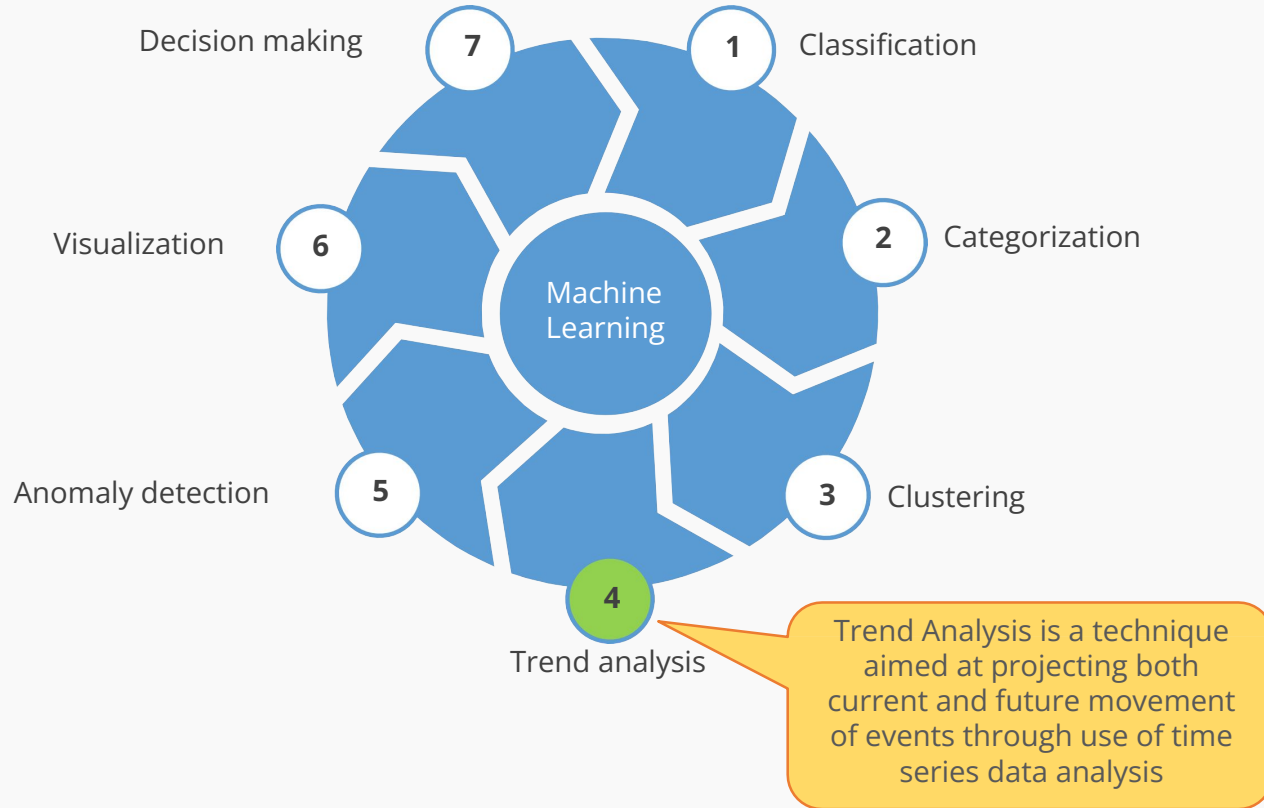 Decision making
7
1
Classification
Visualization
6
2
Categorization
Machine
Learning
Anomaly detection
5
3
Clustering
4
Trend analysis
Trend Analysis is a technique
aimed at projecting both
current and future movement
of events through use of time
series data analysis